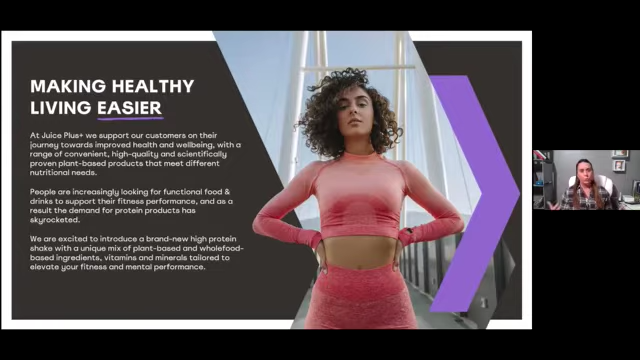 MAKING HEALTHY
LIVING EASIER
At Juice Plus+ we support our customers on their
journey towards improved health and wellbeing, with a
range of convenient, high-quality and scientifically
proven plant-based products that meet different
nutritional needs.
People are increasingly looking for functional food &
drinks to support their fitness performance, and as a
result the demand for protein products has
skyrocketed.
We are excited to introduce a brand-new high protein
shake with a unique mix of plant-based and wholefood-
based ingredients, vitamins and minerals tailored to
elevate your fitness and mental performance.